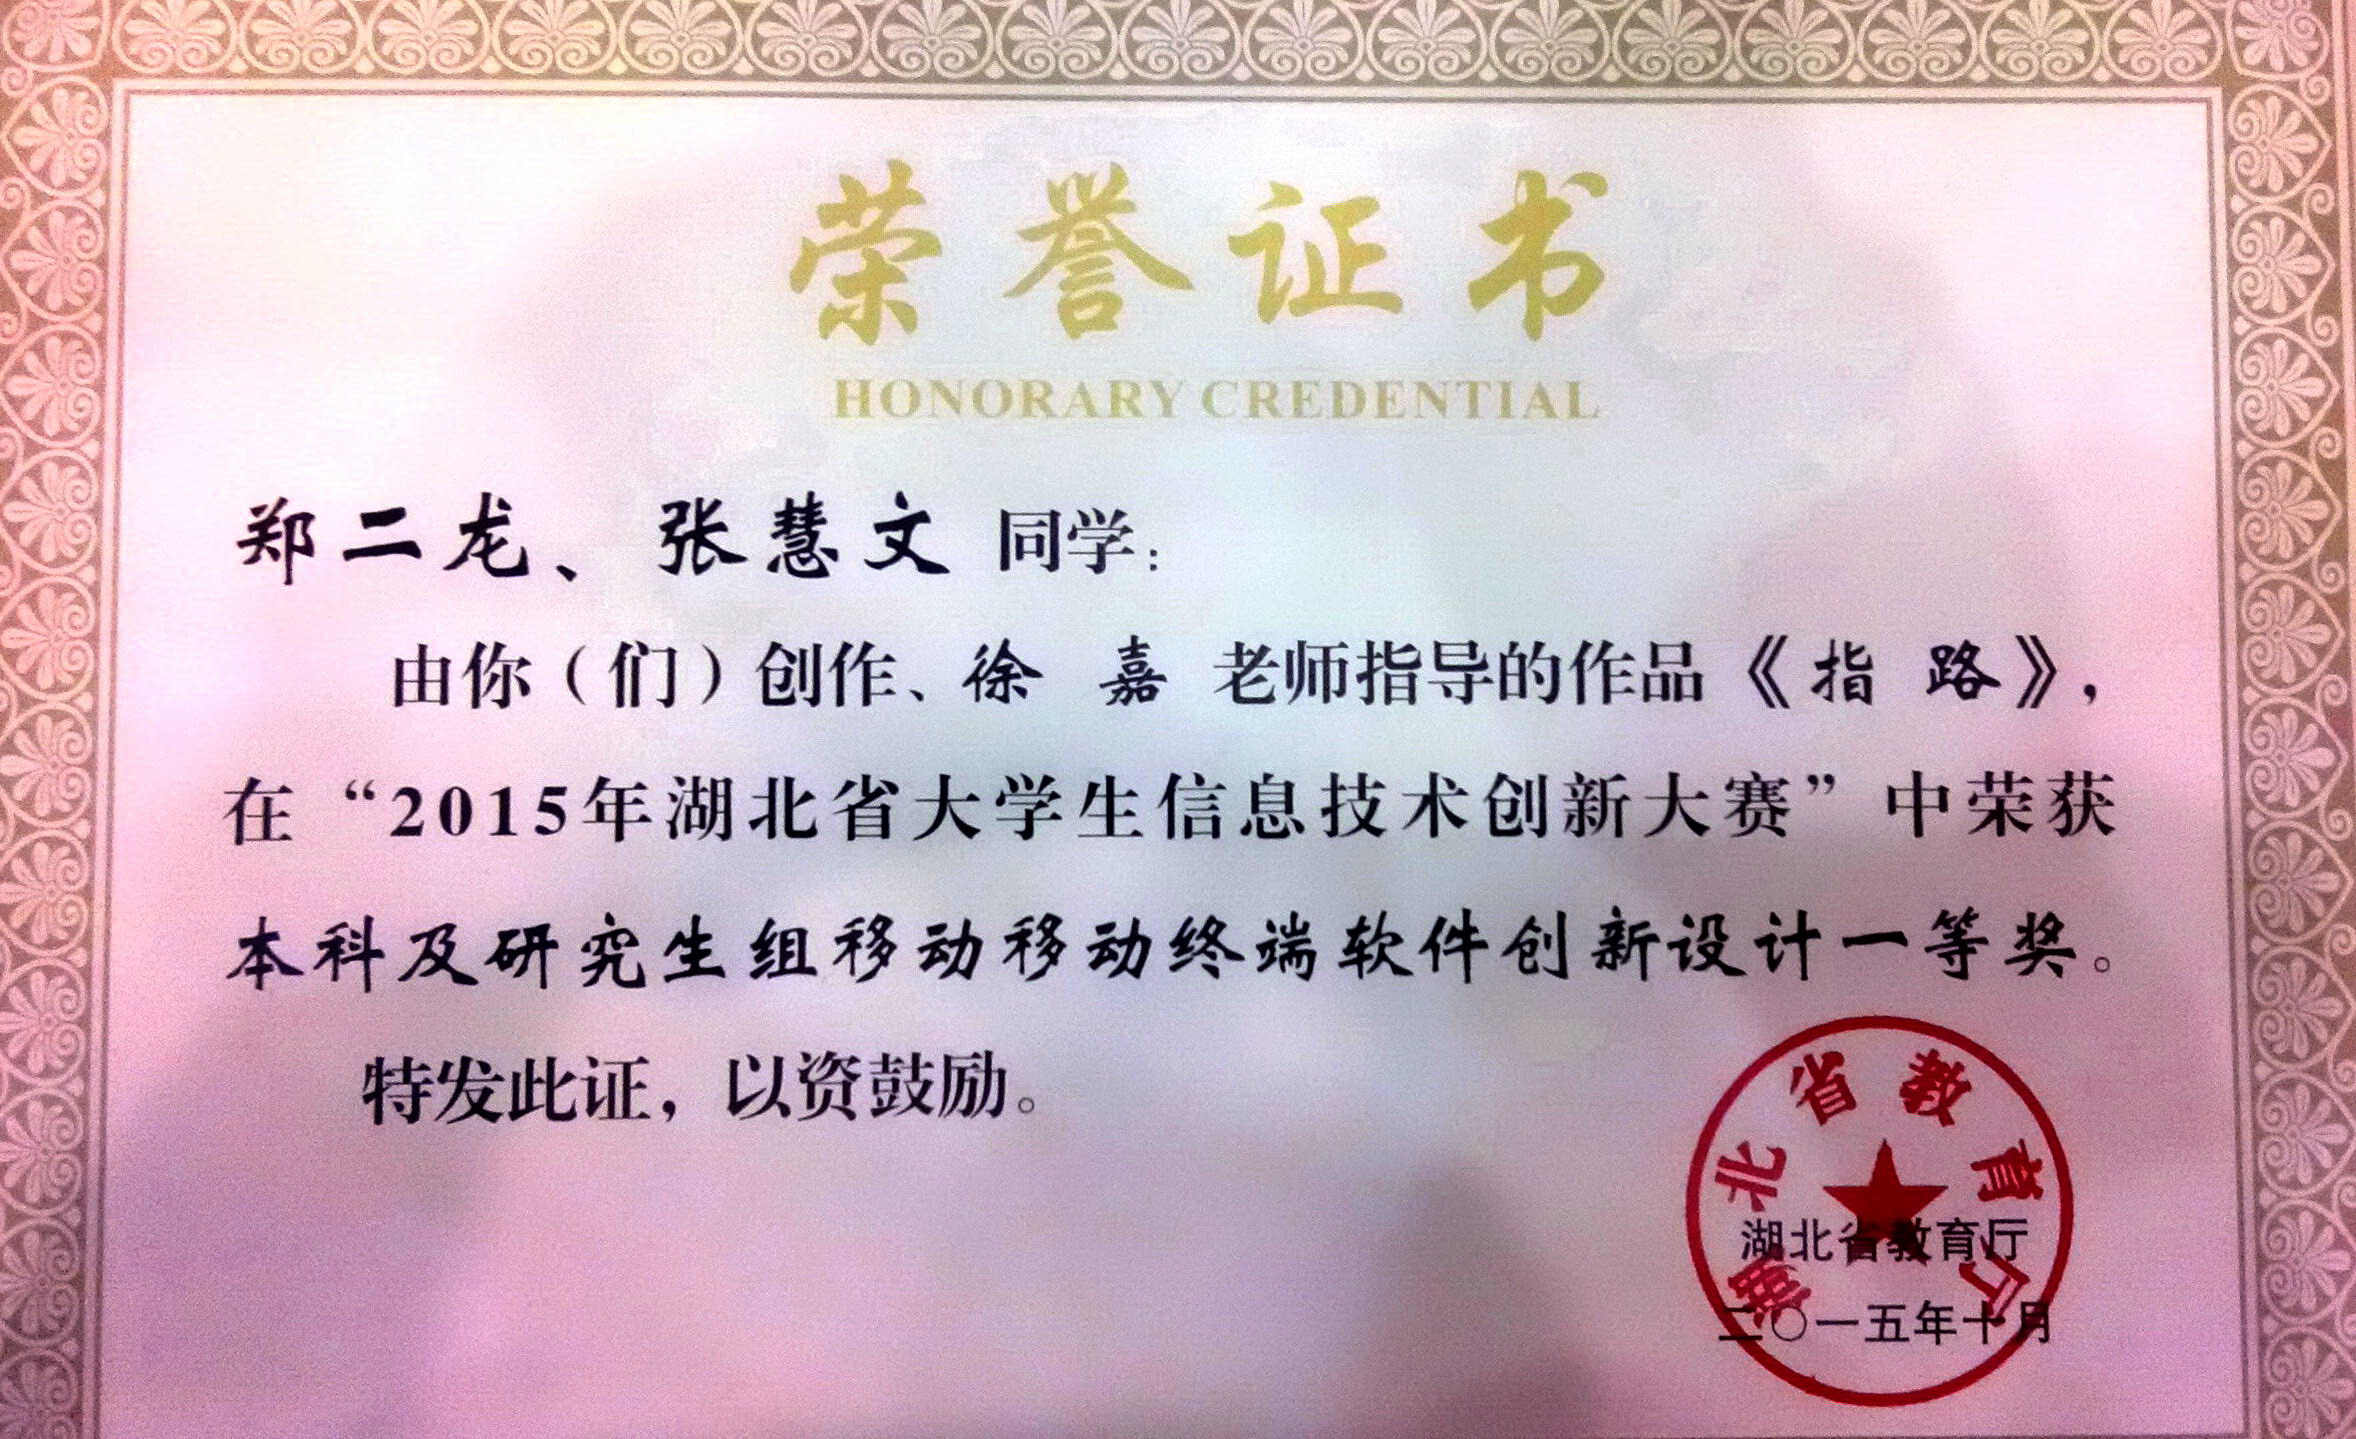 荣誉证书
HONORARY CREDENTIAL
郑二龙、张慧文 同学：
由你（们）创作、徐 嘉 老师指导的作品《指 路》，
在“2015年湖北省大学生信息技术创新大赛”中荣获
本科及研究生组移动移动终端软件创新设计一等奖。
特发此证，以资鼓励。
湖北省教育厅
湖北省教育厅
二〇一五年十月